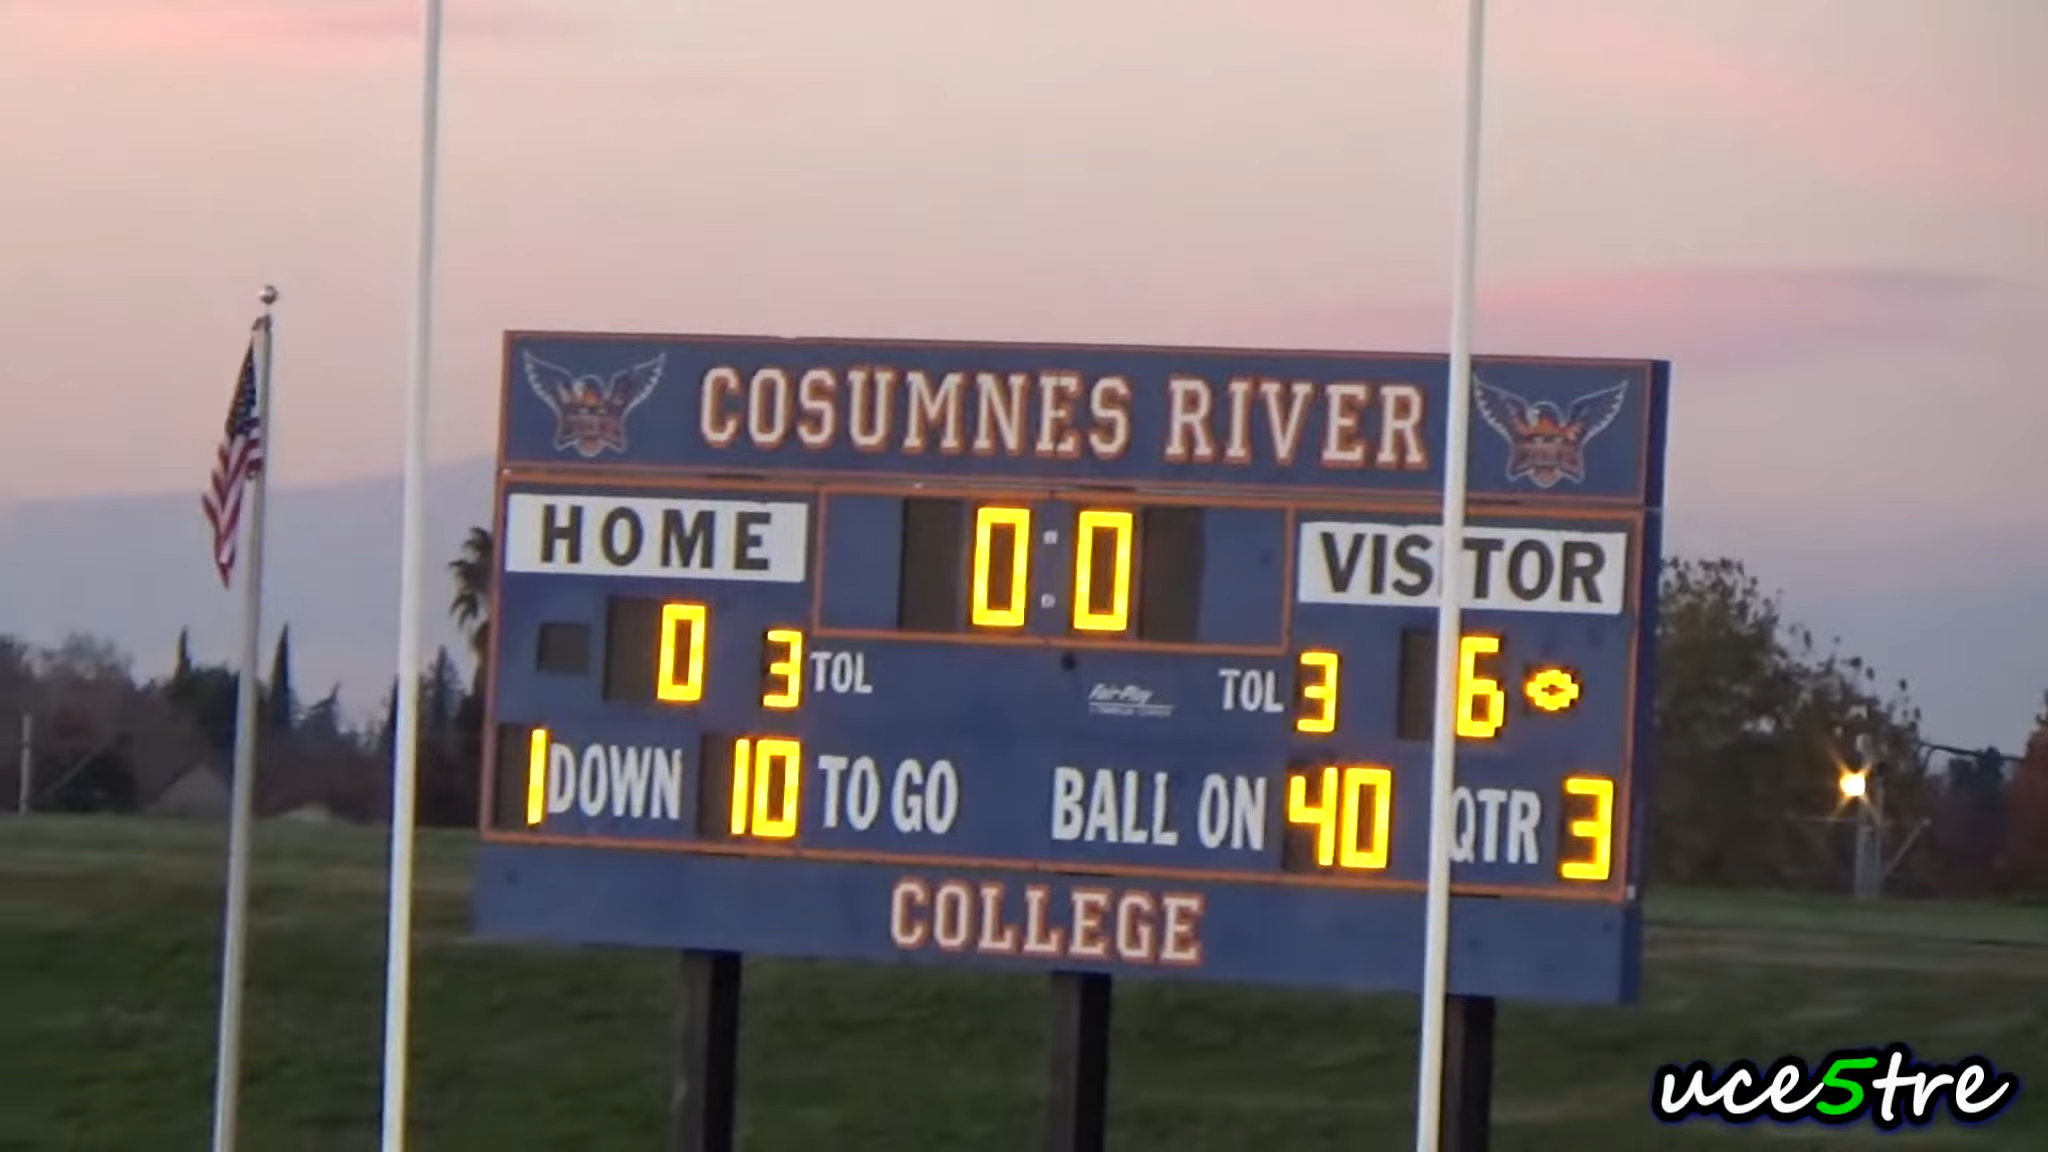 COSUMNES RIVER
HOME 0:0 VISITOR
0 3 TOL TOL 3 6
1 DOWN 10 TO GO BALL ON 40 QTR 3
COLLEGE
uce5tre